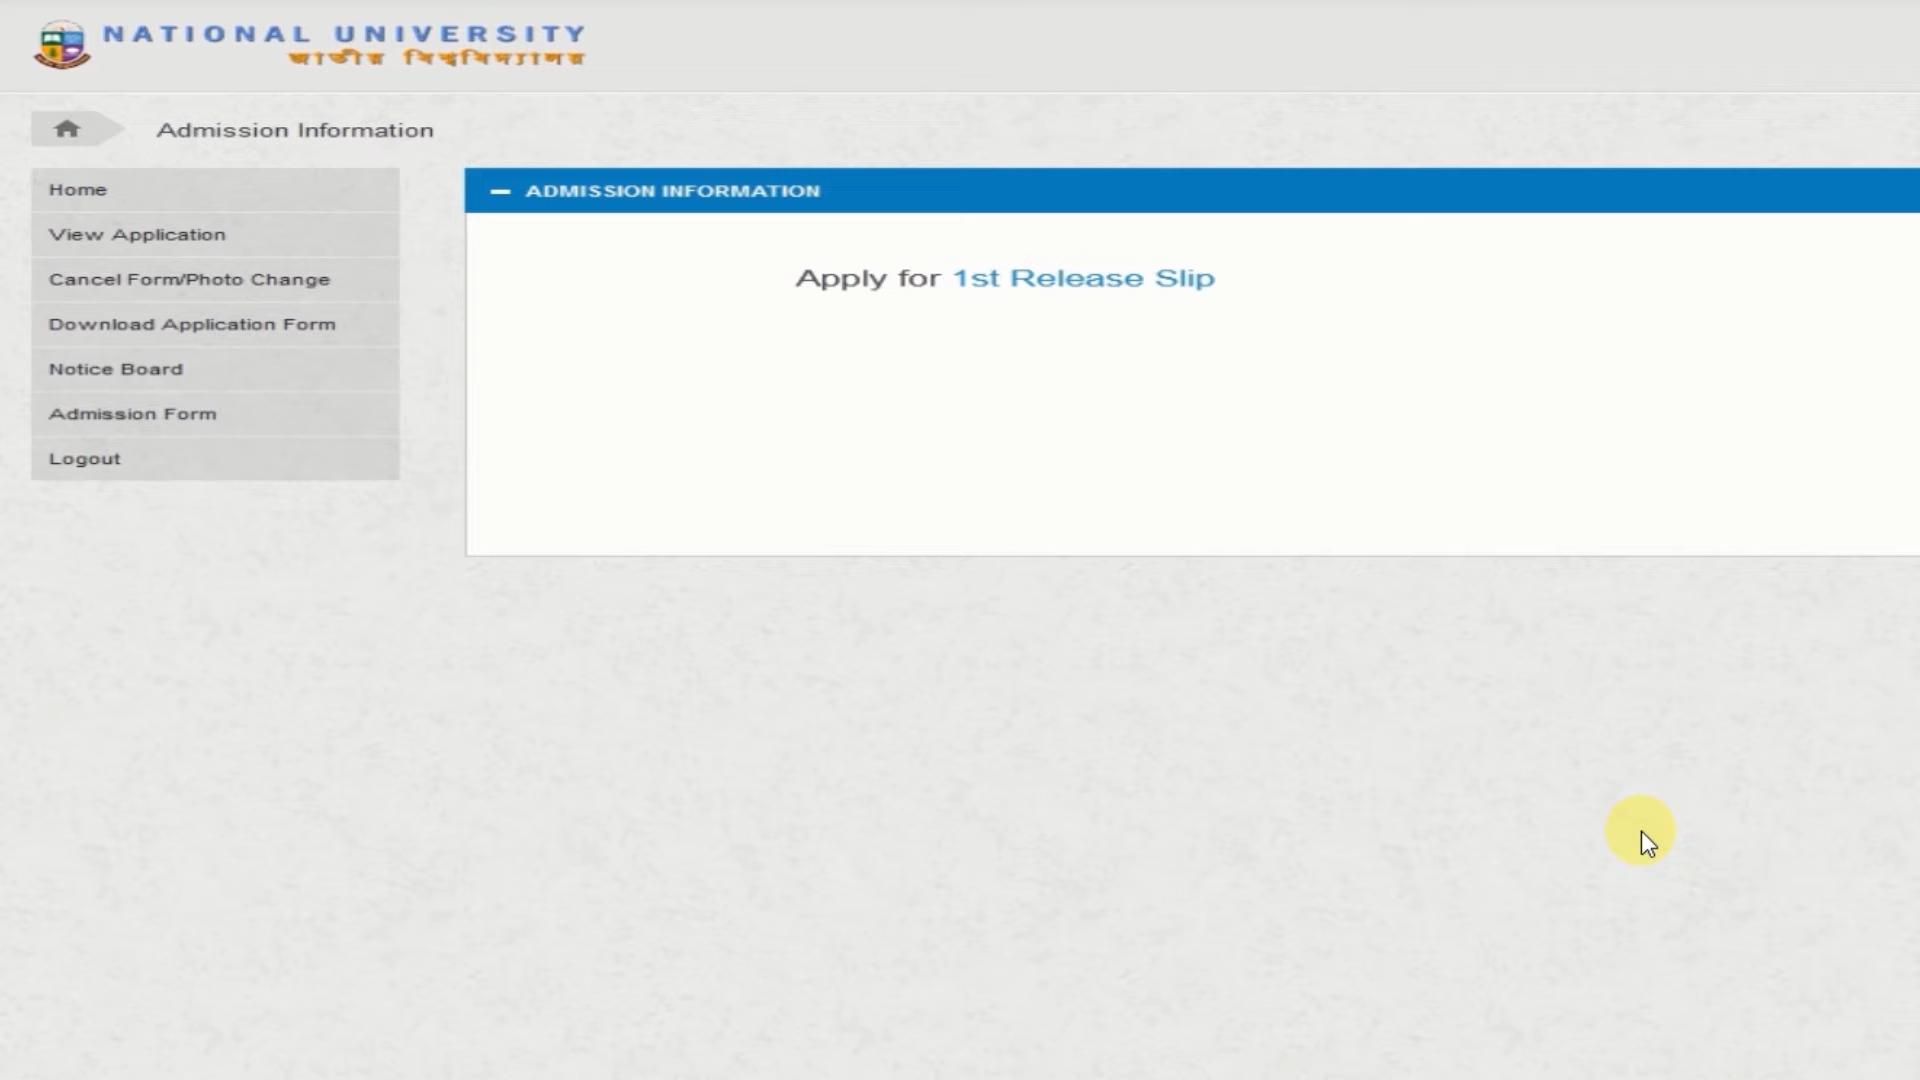 NATIONAL UNIVERSITY
জাতীয় বিশ্ববিদ্যালয়
Admission Information
Home
View Application
Cancel Form/Photo Change
Download Application Form
Notice Board
Admission Form
Logout
ADMISSION INFORMATION
Apply for 1st Release Slip